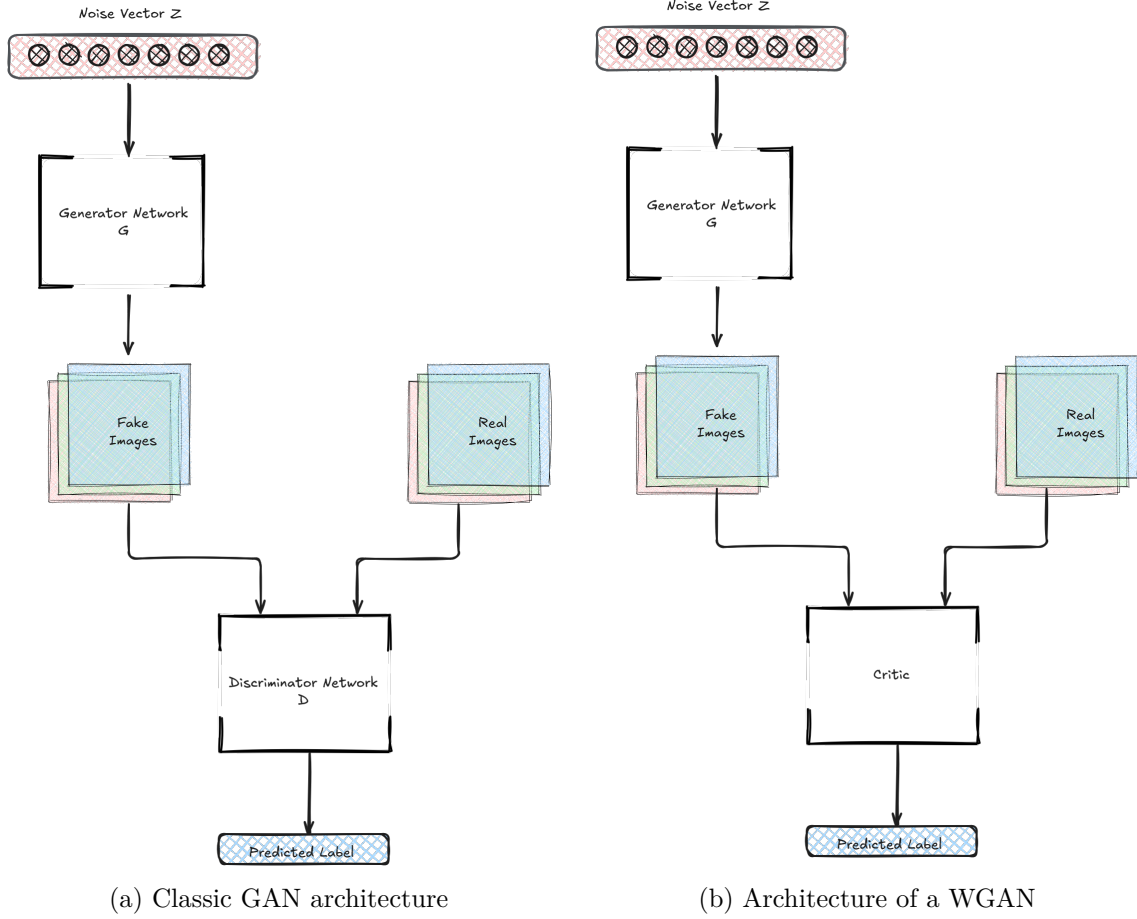 Noise Vector Z
Generator Network
G
Fake
Images
Real
Images
Discriminator Network
D
Predicted Label
(a) Classic GAN architecture
Noise Vector Z
Generator Network
G
Fake
Images
Real
Images
Critic
Predicted Label
(b) Architecture of a WGAN